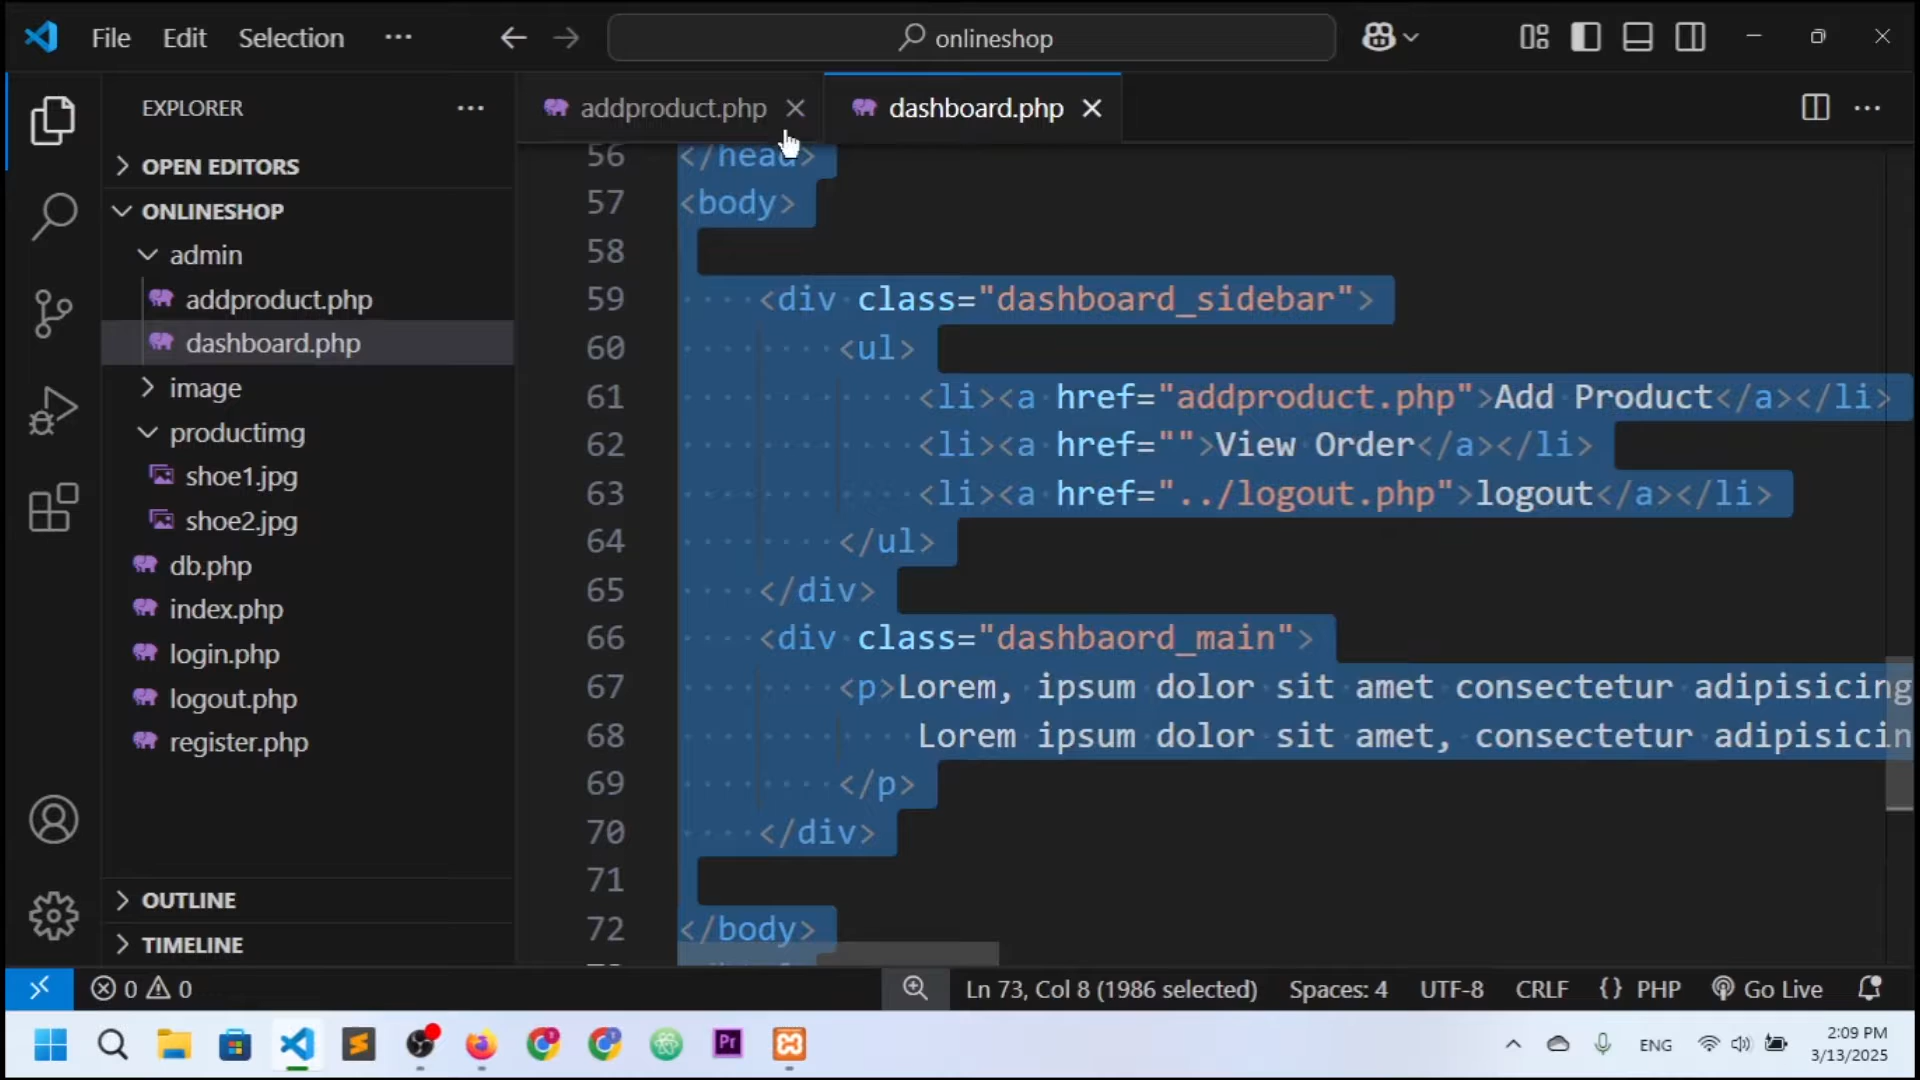 File Edit Selection ··· onlineshop
EXPLORER ···
OPEN EDITORS
ONLINESHOP
admin
addproduct.php
dashboard.php
image
productimg
shoe1.jpg
shoe2.jpg
db.php
index.php
login.php
logout.php
register.php
OUTLINE
TIMELINE
addproduct.php dashboard.php
56 </head>
57 <body>
58
59 <div class="dashboard_sidebar">
60 <ul>
61 <li><a href="addproduct.php">Add Product</a></li>
62 <li><a href="">View Order</a></li>
63 <li><a href="../logout.php">logout</a></li>
64 </ul>
65 </div>
66 <div class="dashbaord_main">
67 <p>Lorem, ipsum dolor sit amet consectetur adipisicing
68 Lorem ipsum dolor sit amet, consectetur adipisicin
69 </p>
70 </div>
71
72 </body>
0 0 Ln 73, Col 8 (1986 selected) Spaces: 4 UTF-8 CRLF {} PHP Go Live
ENG 2:09 PM
3/13/2025